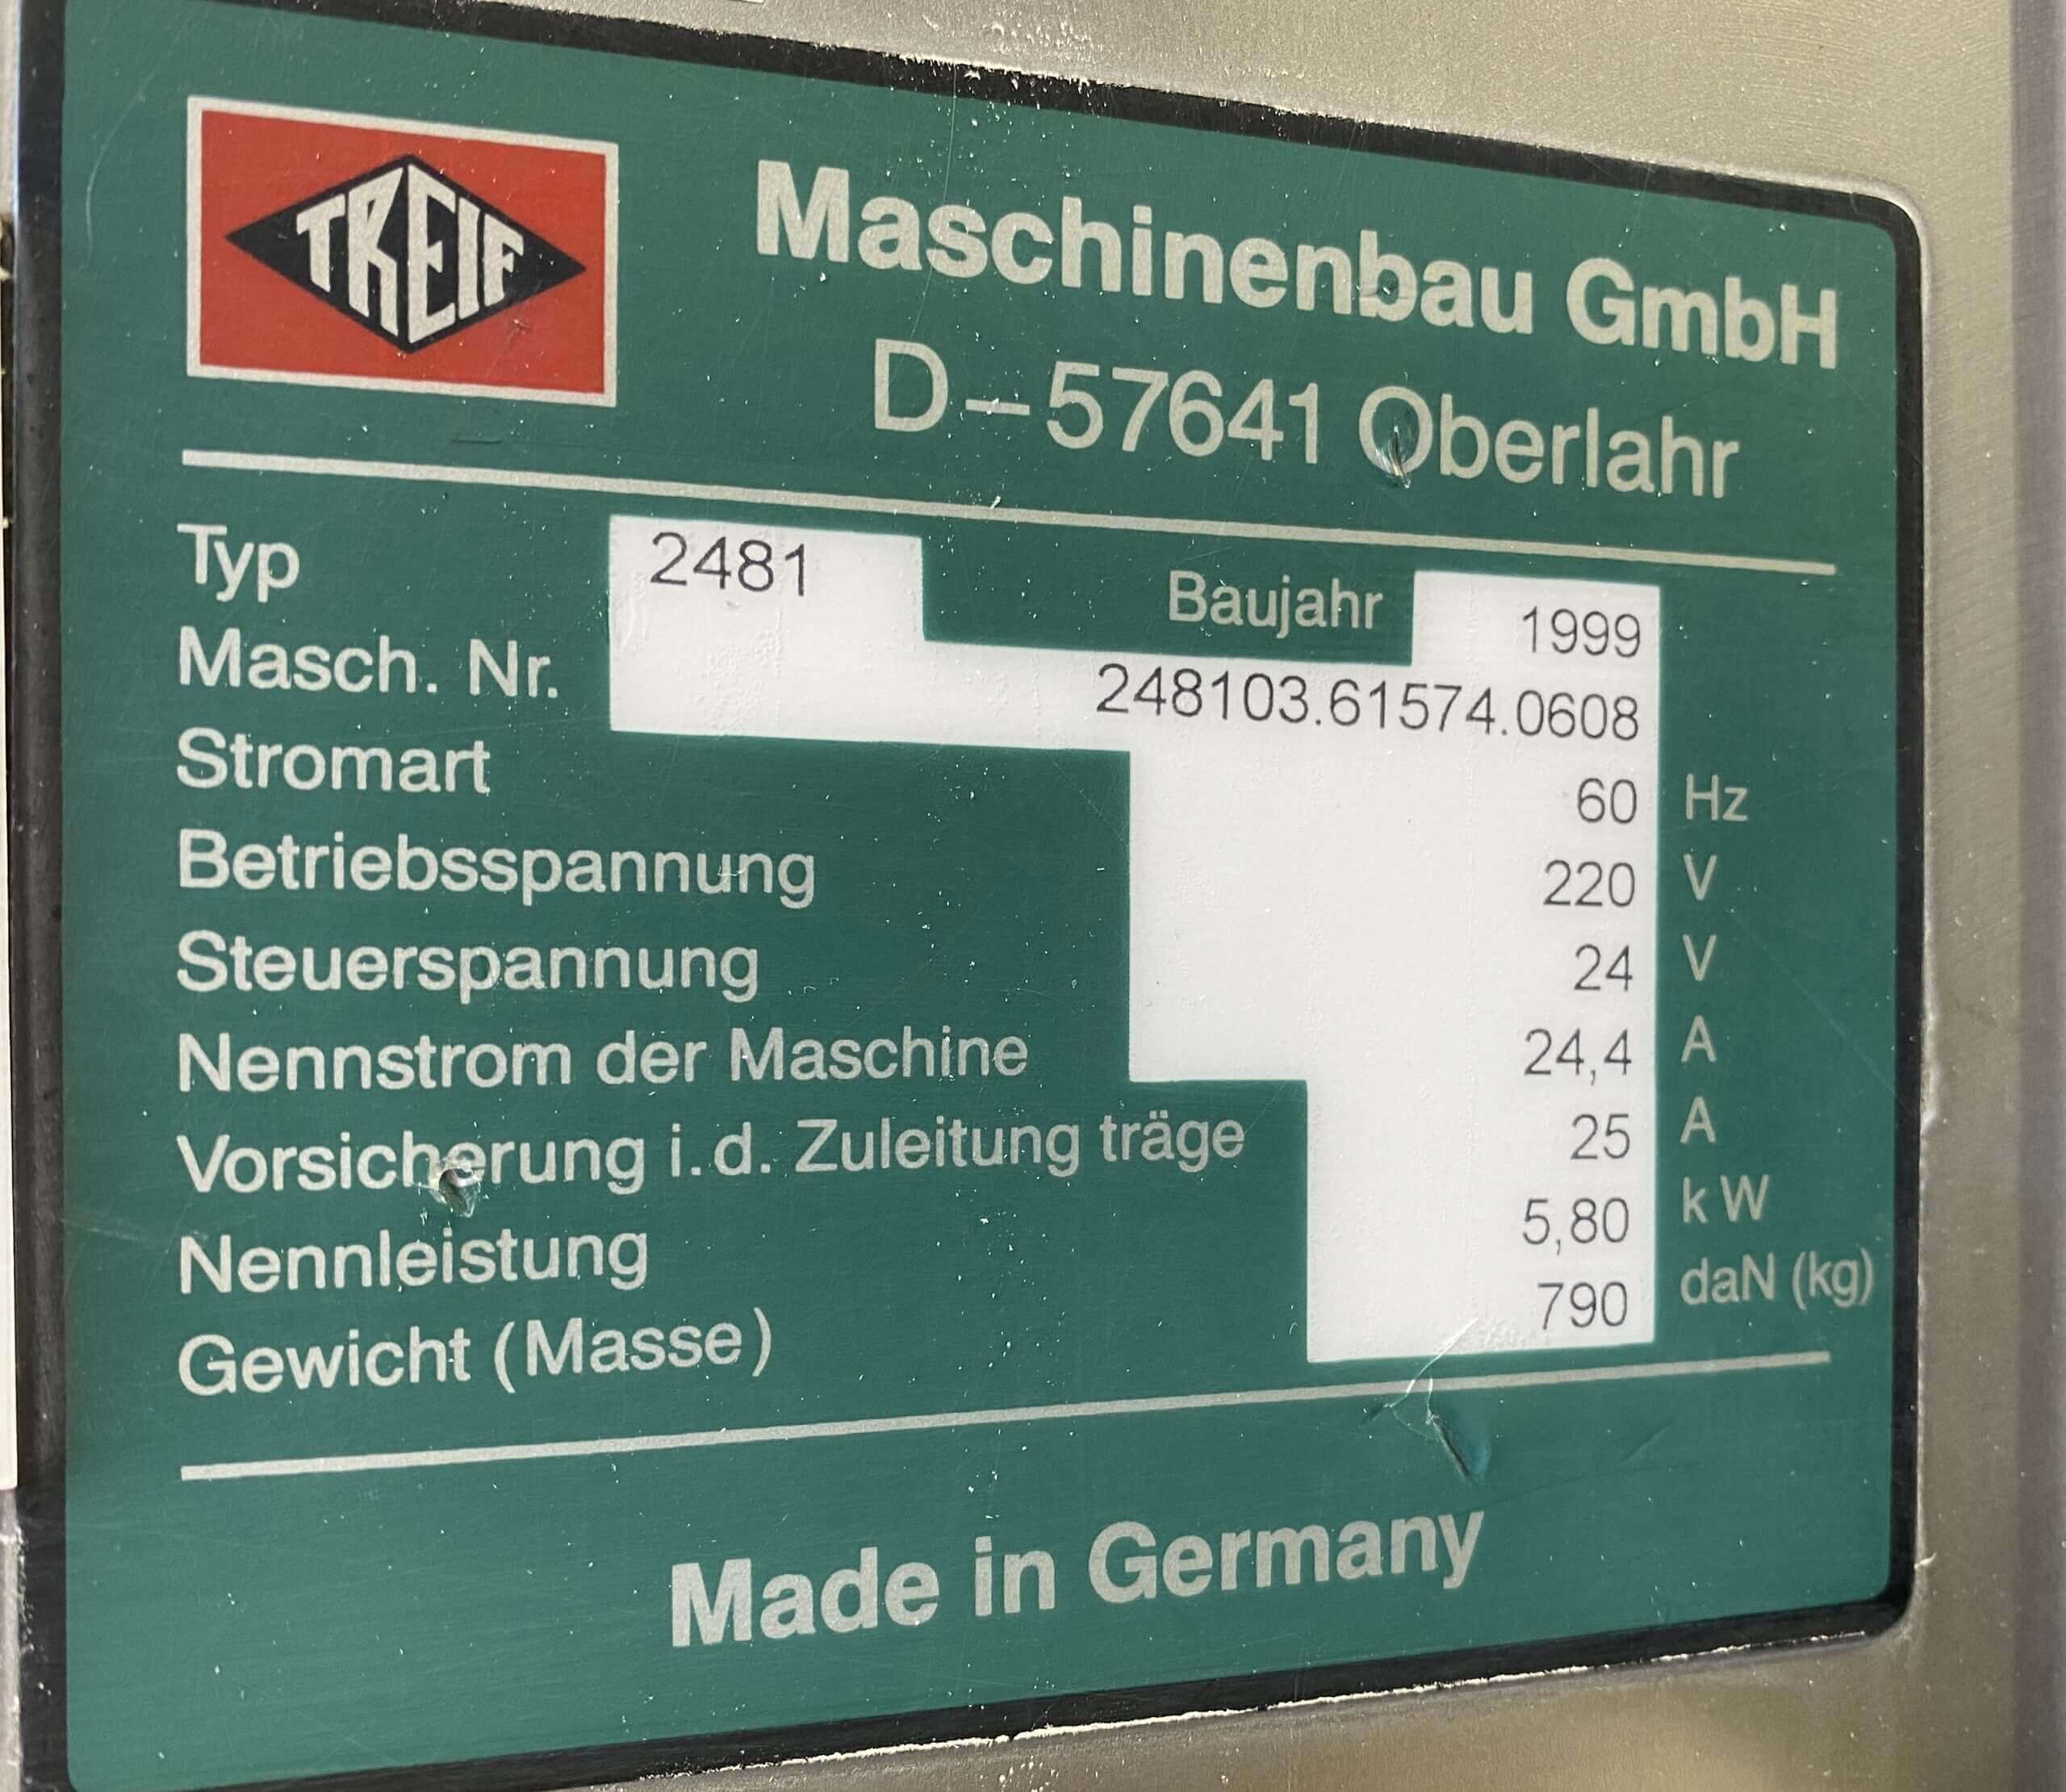 TREIF
Maschinenbau GmbH
D–57641 Oberlahr
Typ 2481 Baujahr 1999
Masch. Nr. 248103.61574.0608
Stromart 60 Hz
Betriebsspannung 220 V
Steuerspannung 24 V
Nennstrom der Maschine 24,4 A
Vorsicherung i.d. Zuleitung träge 25 A
Nennleistung 5,80 kW
Gewicht (Masse) 790 daN (kg)
Made in Germany